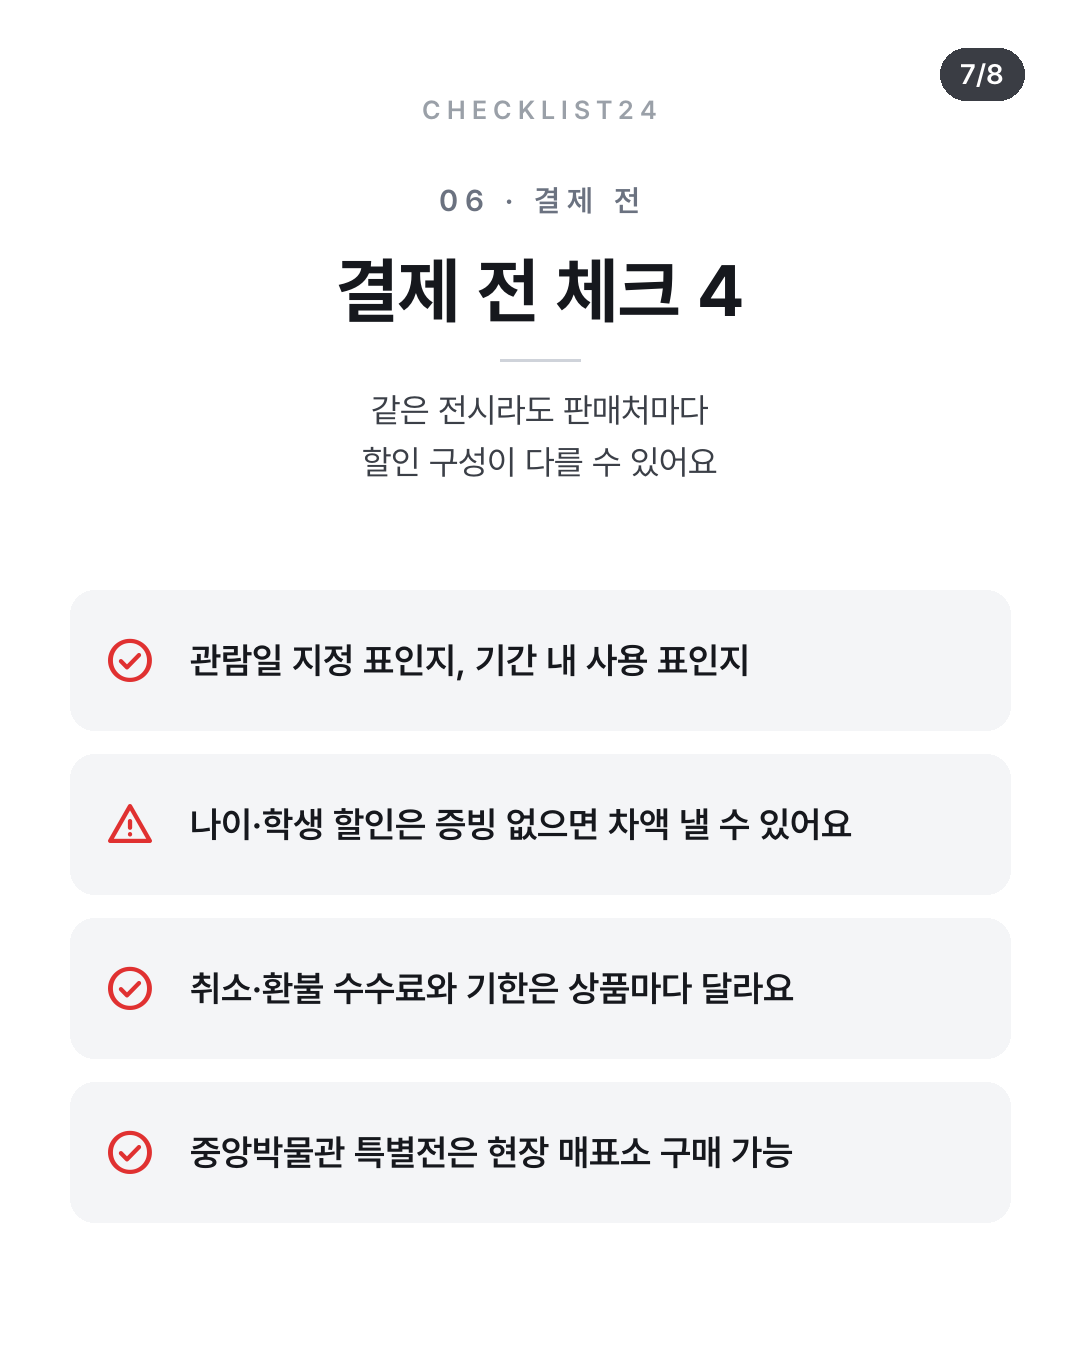 7/8
CHECKLIST24
06 · 결제 전
결제 전 체크 4
같은 전시라도 판매처마다
할인 구성이 다를 수 있어요
관람일 지정 표인지, 기간 내 사용 표인지
나이·학생 할인은 증빙 없으면 차액 낼 수 있어요
취소·환불 수수료와 기한은 상품마다 달라요
중앙박물관 특별전은 현장 매표소 구매 가능